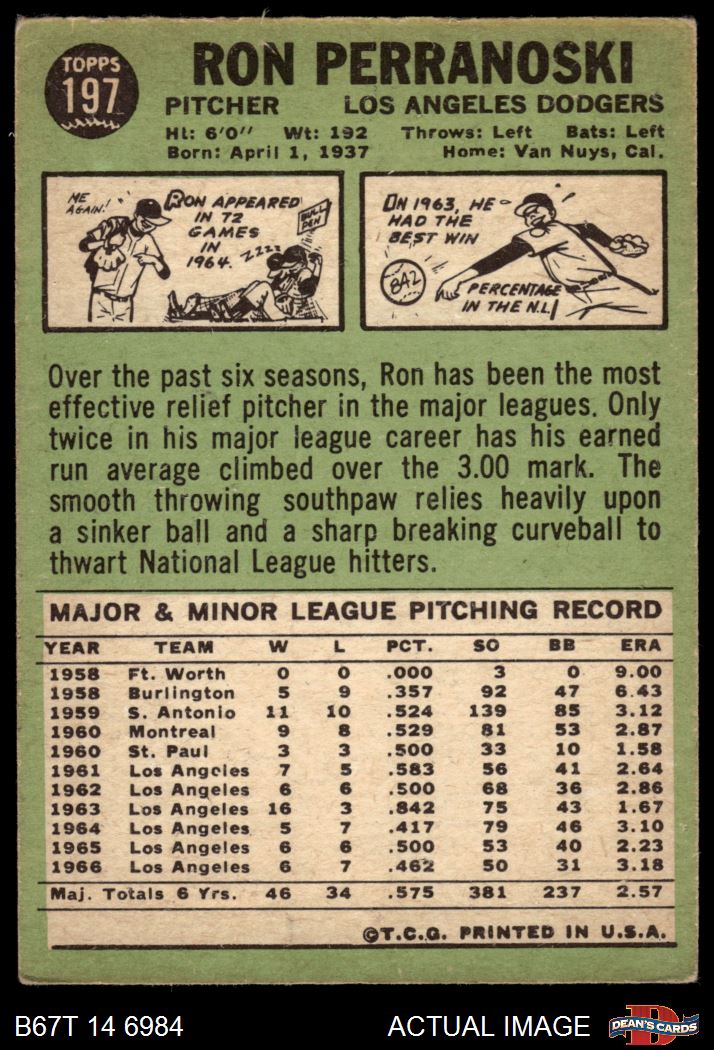 TOPPS
197
RON PERRANOSKI
PITCHER LOS ANGELES DODGERS
Ht: 6'0" Wt: 192 Throws: Left Bats: Left
Born: April 1, 1937 Home: Van Nuys, Cal.
ME AGAIN!
RON APPEARED
IN 72
GAMES
IN
1964.
ZZZZ
BULL PEN
IN 1963, HE
HAD THE
BEST WIN
.842
PERCENTAGE
IN THE N.L.
Over the past six seasons, Ron has been the most
effective relief pitcher in the major leagues. Only
twice in his major league career has his earned
run average climbed over the 3.00 mark. The
smooth throwing southpaw relies heavily upon
a sinker ball and a sharp breaking curveball to
thwart National League hitters.
MAJOR & MINOR LEAGUE PITCHING RECORD
YEAR TEAM W L PCT. SO BB ERA
1958 Ft. Worth 0 0 .000 3 0 9.00
1958 Burlington 5 9 .357 92 47 6.43
1959 S. Antonio 11 10 .524 139 85 3.12
1960 Montreal 9 8 .529 81 53 2.87
1960 St. Paul 3 3 .500 33 10 1.58
1961 Los Angeles 7 5 .583 56 41 2.64
1962 Los Angeles 6 6 .500 68 36 2.86
1963 Los Angeles 16 3 .842 75 43 1.67
1964 Los Angeles 5 7 .417 79 46 3.10
1965 Los Angeles 6 6 .500 53 40 2.23
1966 Los Angeles 6 7 .462 50 31 3.18
Maj. Totals 6 Yrs. 46 34 .575 381 237 2.57
©T.C.G. PRINTED IN U.S.A.
B67T 14 6984 ACTUAL IMAGE
DEAN'S CARDS